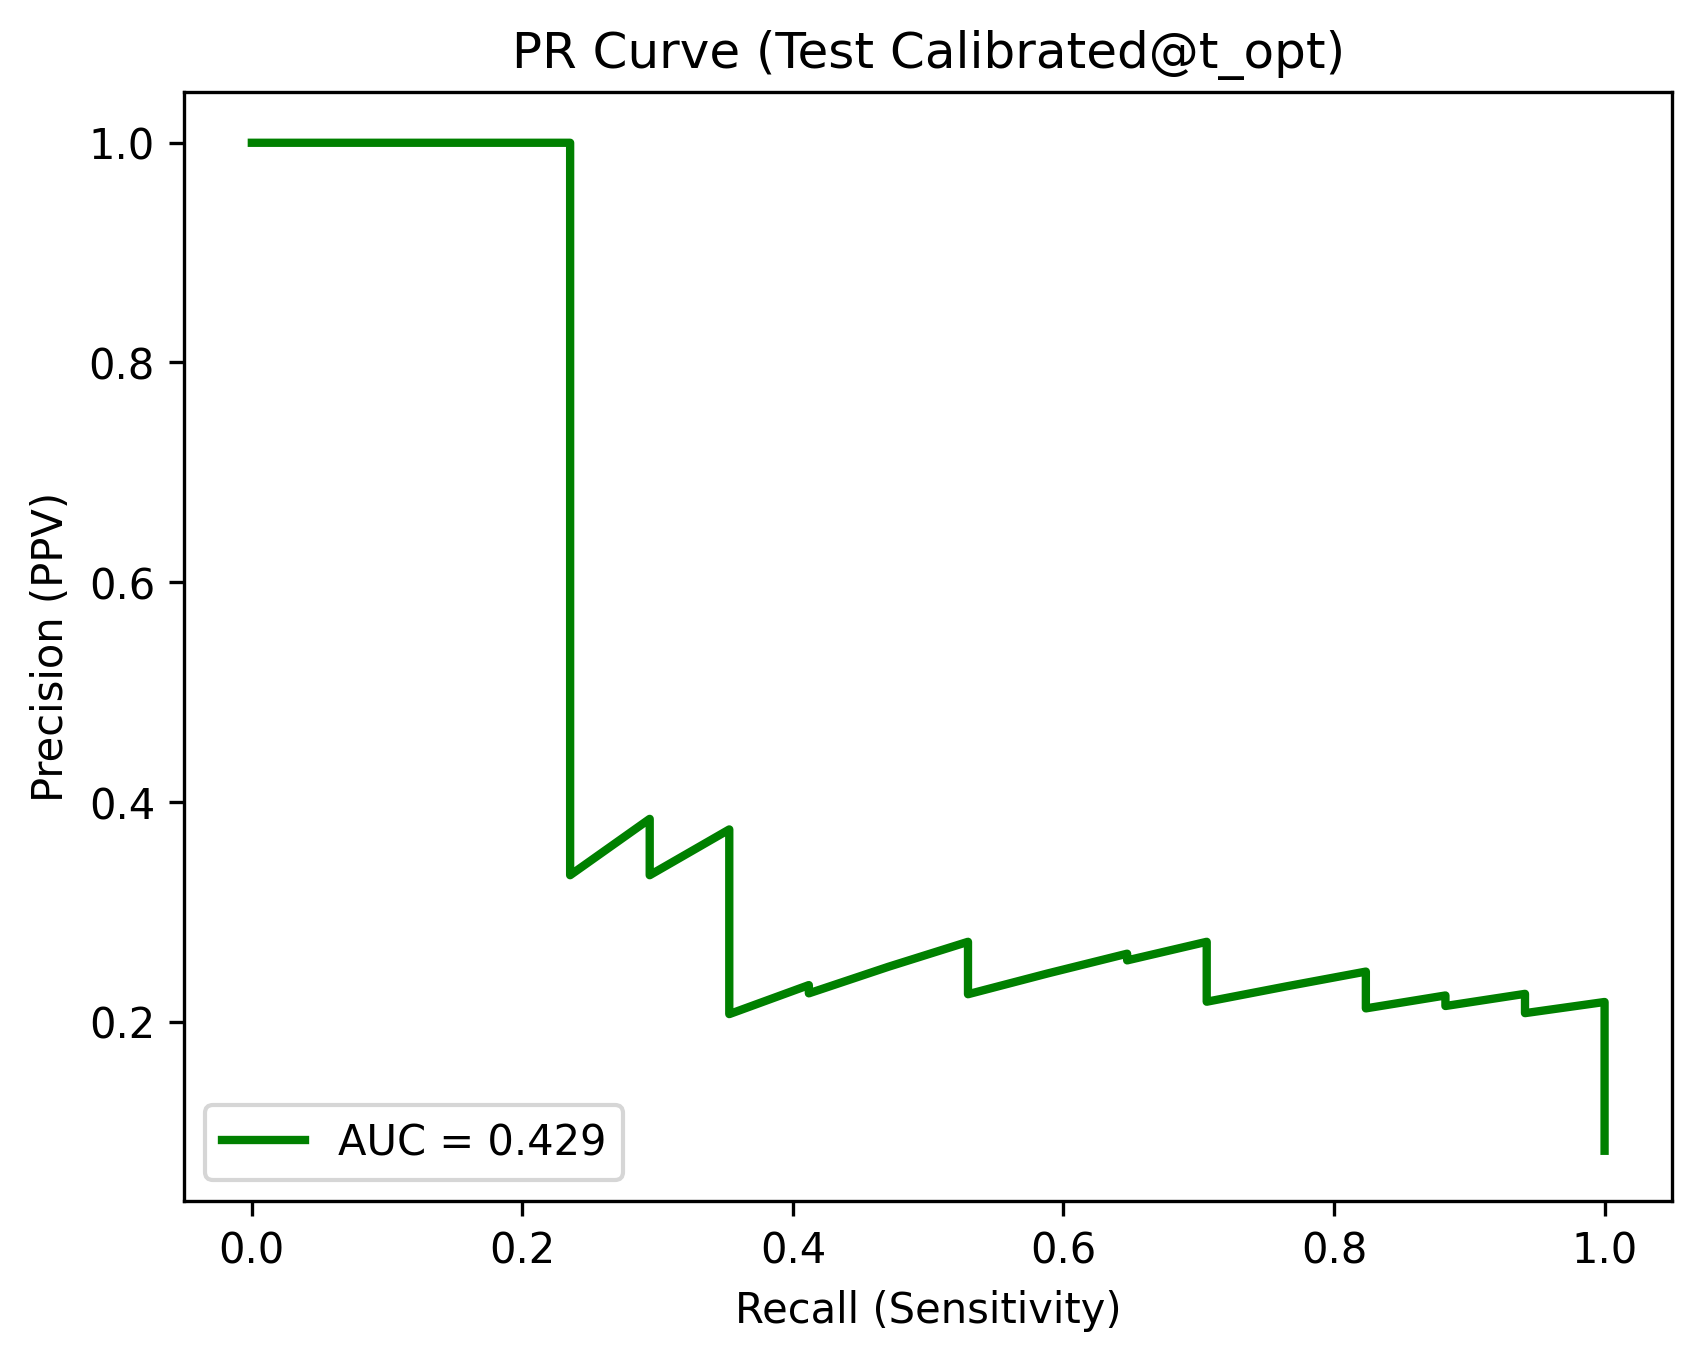 PR Curve (Test Calibrated@t_opt)
1.0
0.8
0.6
0.4
0.2
Precision (PPV)
AUC = 0.429
0.0 0.2 0.4 0.6 0.8 1.0
Recall (Sensitivity)